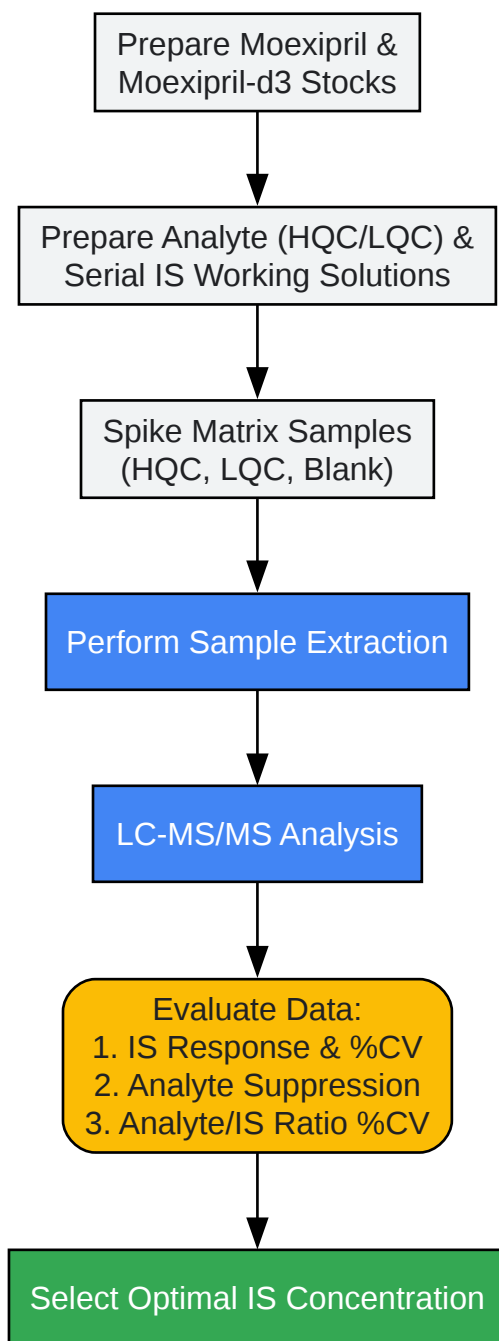 Prepare Moexipril &
Moexipril-d3 Stocks
Prepare Analyte (HQC/LQC) &
Serial IS Working Solutions
Spike Matrix Samples
(HQC, LQC, Blank)
Perform Sample Extraction
LC-MS/MS Analysis
Evaluate Data:
1. IS Response & %CV
2. Analyte Suppression
3. Analyte/IS Ratio %CV
Select Optimal IS Concentration